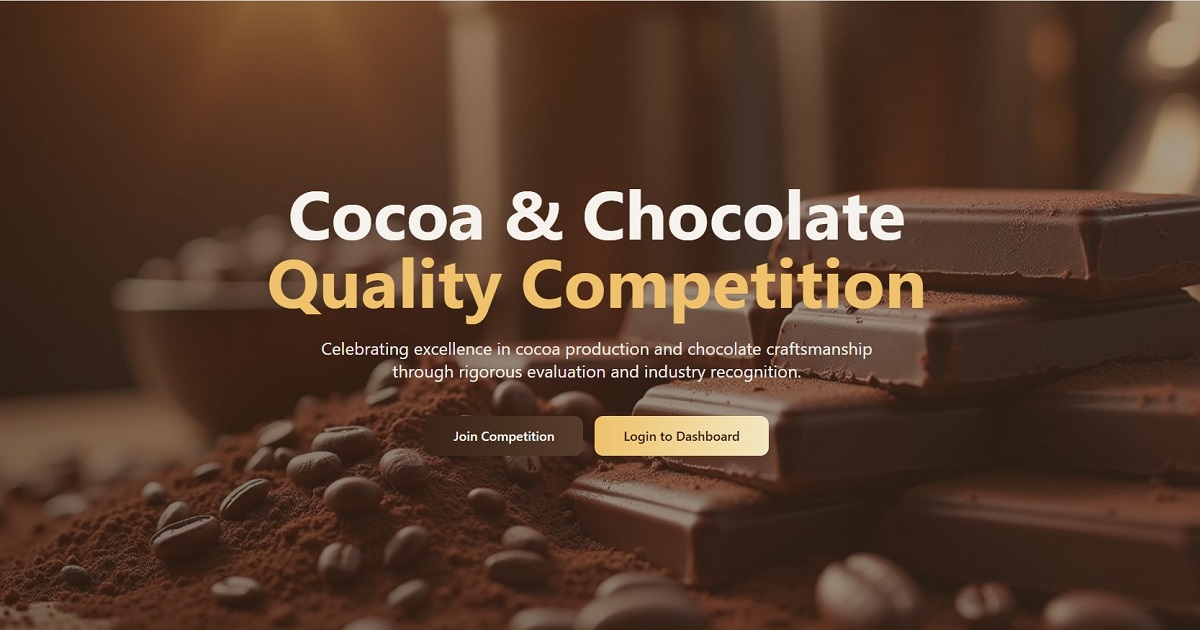 Cocoa & Chocolate
Quality Competition
Celebrating excellence in cocoa production and chocolate craftsmanship
through rigorous evaluation and industry recognition.
Join Competition
Login to Dashboard